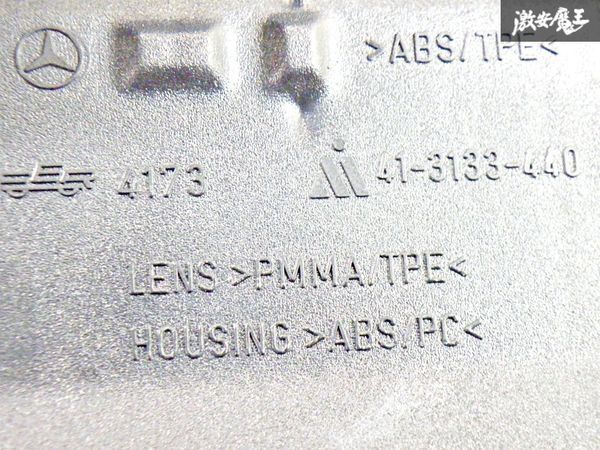 激安魔王
>ABS/TPE<
4173
41-3133-440
LENS >PMMA.TPE<
HOUSING >ABS/PC<